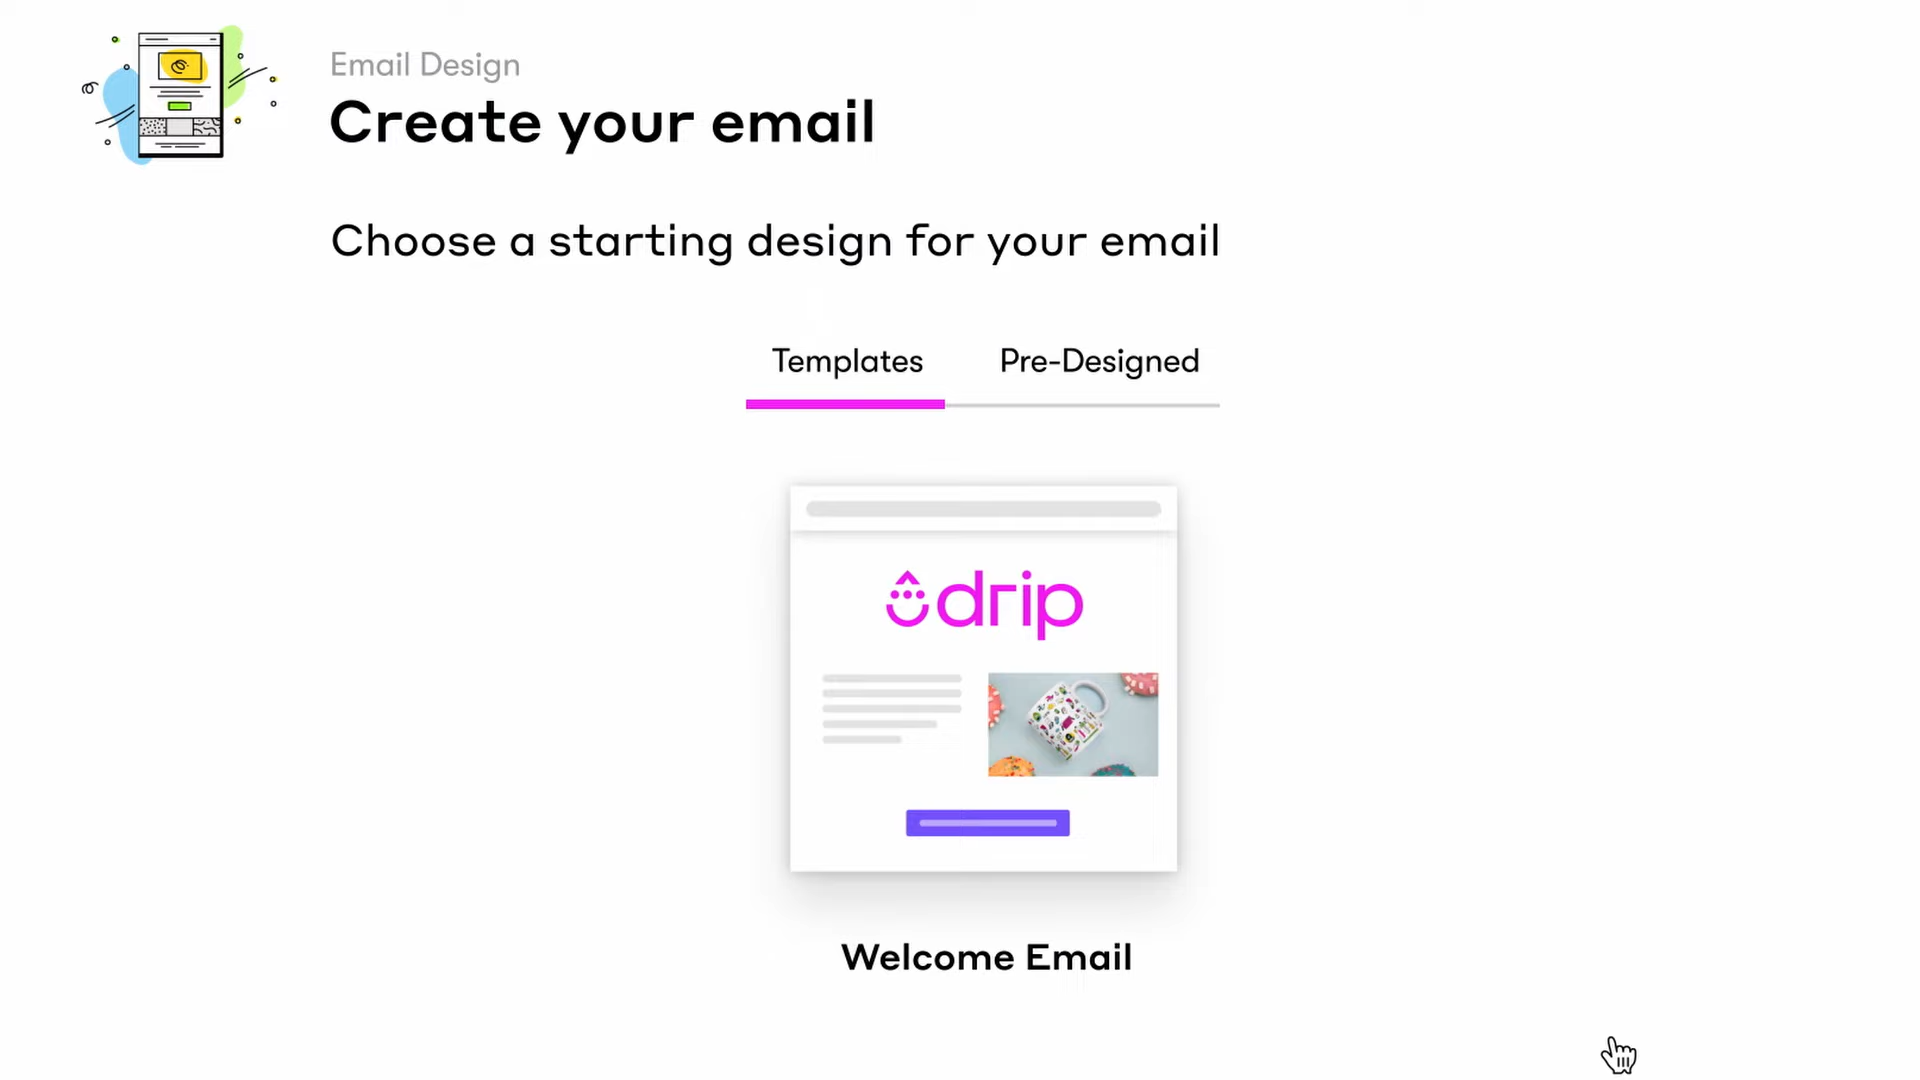 Email Design
Create your email
Choose a starting design for your email
Templates
Pre-Designed
drip
Welcome Email